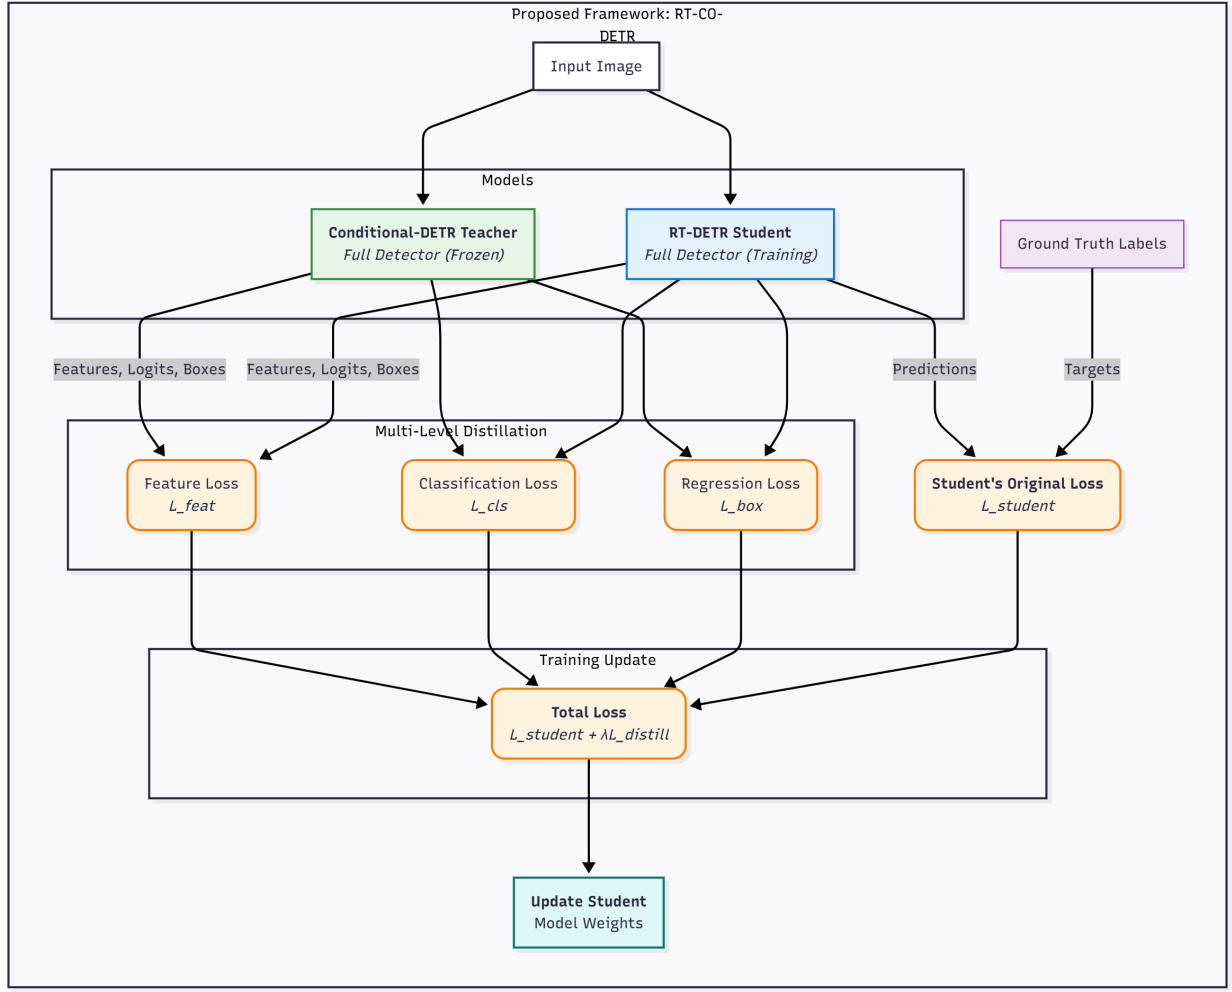 Proposed Framework: RT-CO-
DETR
Input Image
Models
Conditional-DETR Teacher
Full Detector (Frozen)
RT-DETR Student
Full Detector (Training)
Ground Truth Labels
Features, Logits, Boxes
Features, Logits, Boxes
Predictions
Targets
Multi-Level Distillation
Feature Loss
L_feat
Classification Loss
L_cls
Regression Loss
L_box
Student's Original Loss
L_student
Training Update
Total Loss
L_student + λL_distill
Update Student
Model Weights